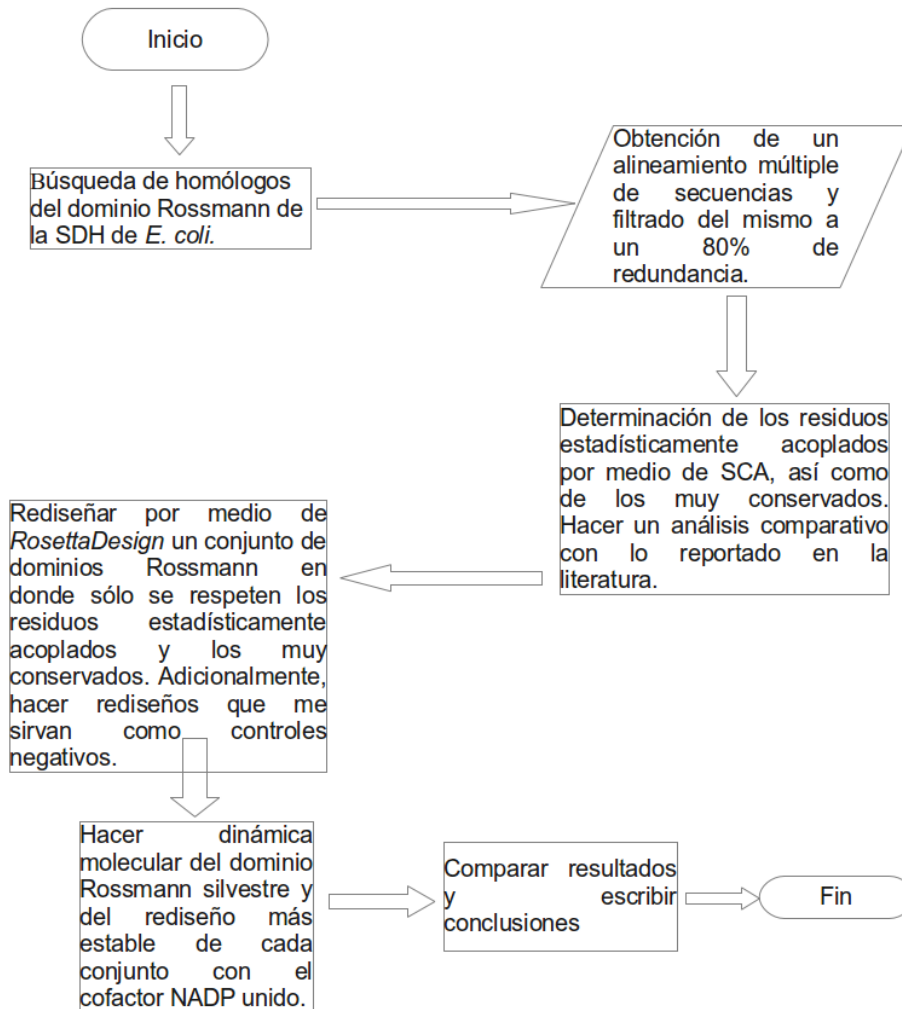 Inicio
Búsqueda de homólogos
del dominio Rossmann de
la SDH de E. coli.
Obtención de un
alineamiento múltiple
de secuencias y
filtrado del mismo a
un 80% de
redundancia.
Determinación de los residuos
estadísticamente acoplados
por medio de SCA, así como
de los muy conservados.
Hacer un análisis comparativo
con lo reportado en la
literatura.
Rediseñar por medio de
RosettaDesign un conjunto de
dominios Rossmann en
donde sólo se respeten los
residuos estadísticamente
acoplados y los muy
conservados. Adicionalmente,
hacer rediseños que me
sirvan como controles
negativos.
Hacer dinámica
molecular del dominio
Rossmann silvestre y
del rediseño más
estable de cada
conjunto con el
cofactor NADP unido.
Comparar resultados
y escribir
conclusiones
Fin